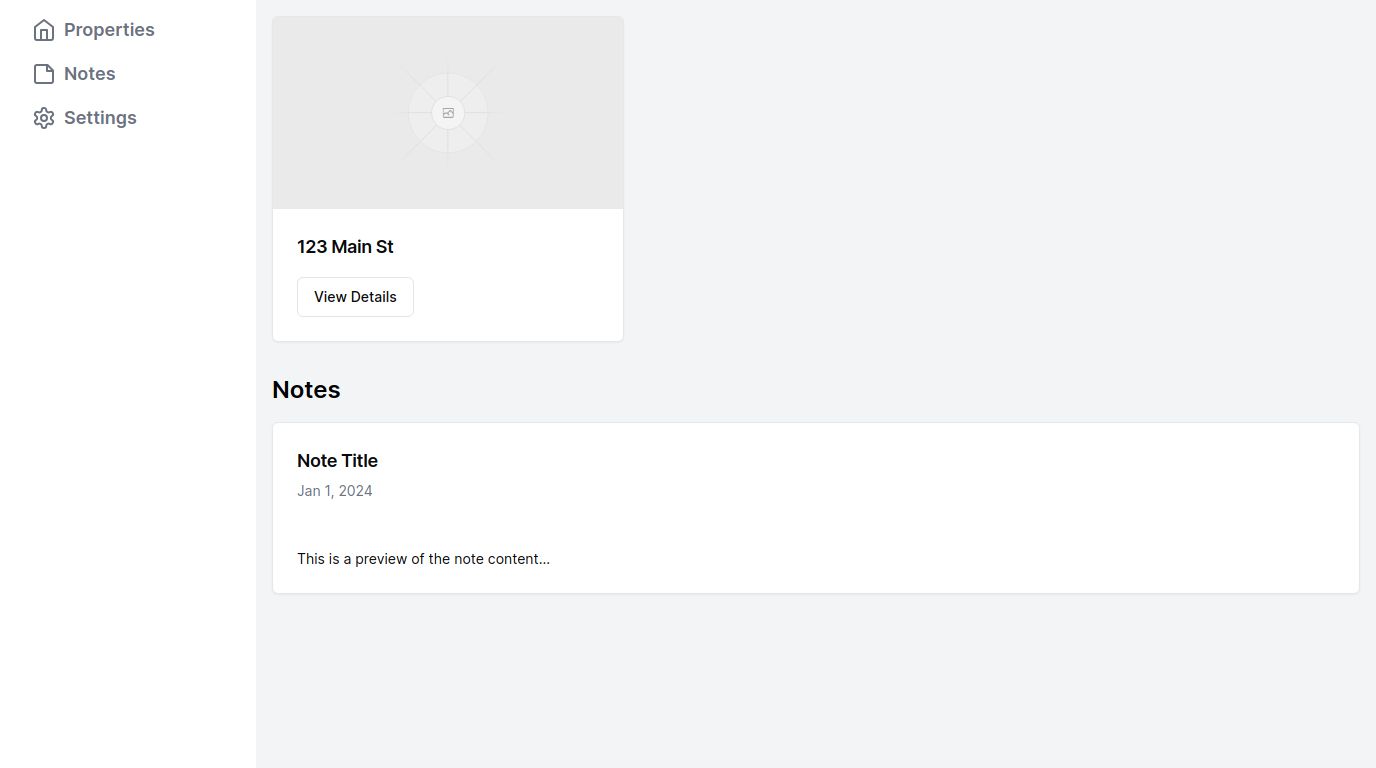 Properties
Notes
Settings
123 Main St
View Details
Notes
Note Title
Jan 1, 2024
This is a preview of the note content...